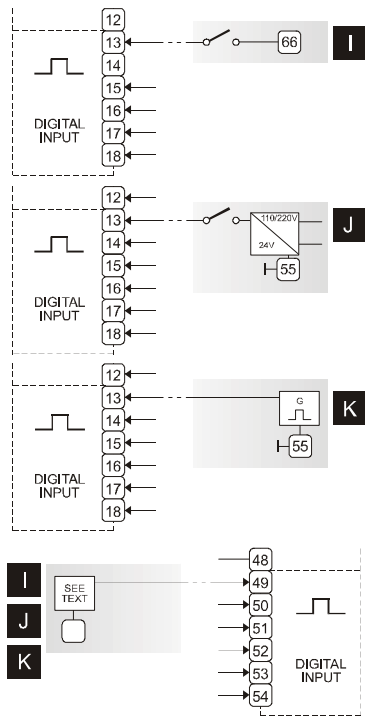 12
13
66
I
14
15
16
DIGITAL
INPUT
17
18
12
13
110/220V
J
24V
14
55
15
16
DIGITAL
INPUT
17
18
12
13
G
K
14
55
15
16
DIGITAL
INPUT
17
18
48
I
SEE
TEXT
49
50
J
51
52
K
DIGITAL
INPUT
53
54